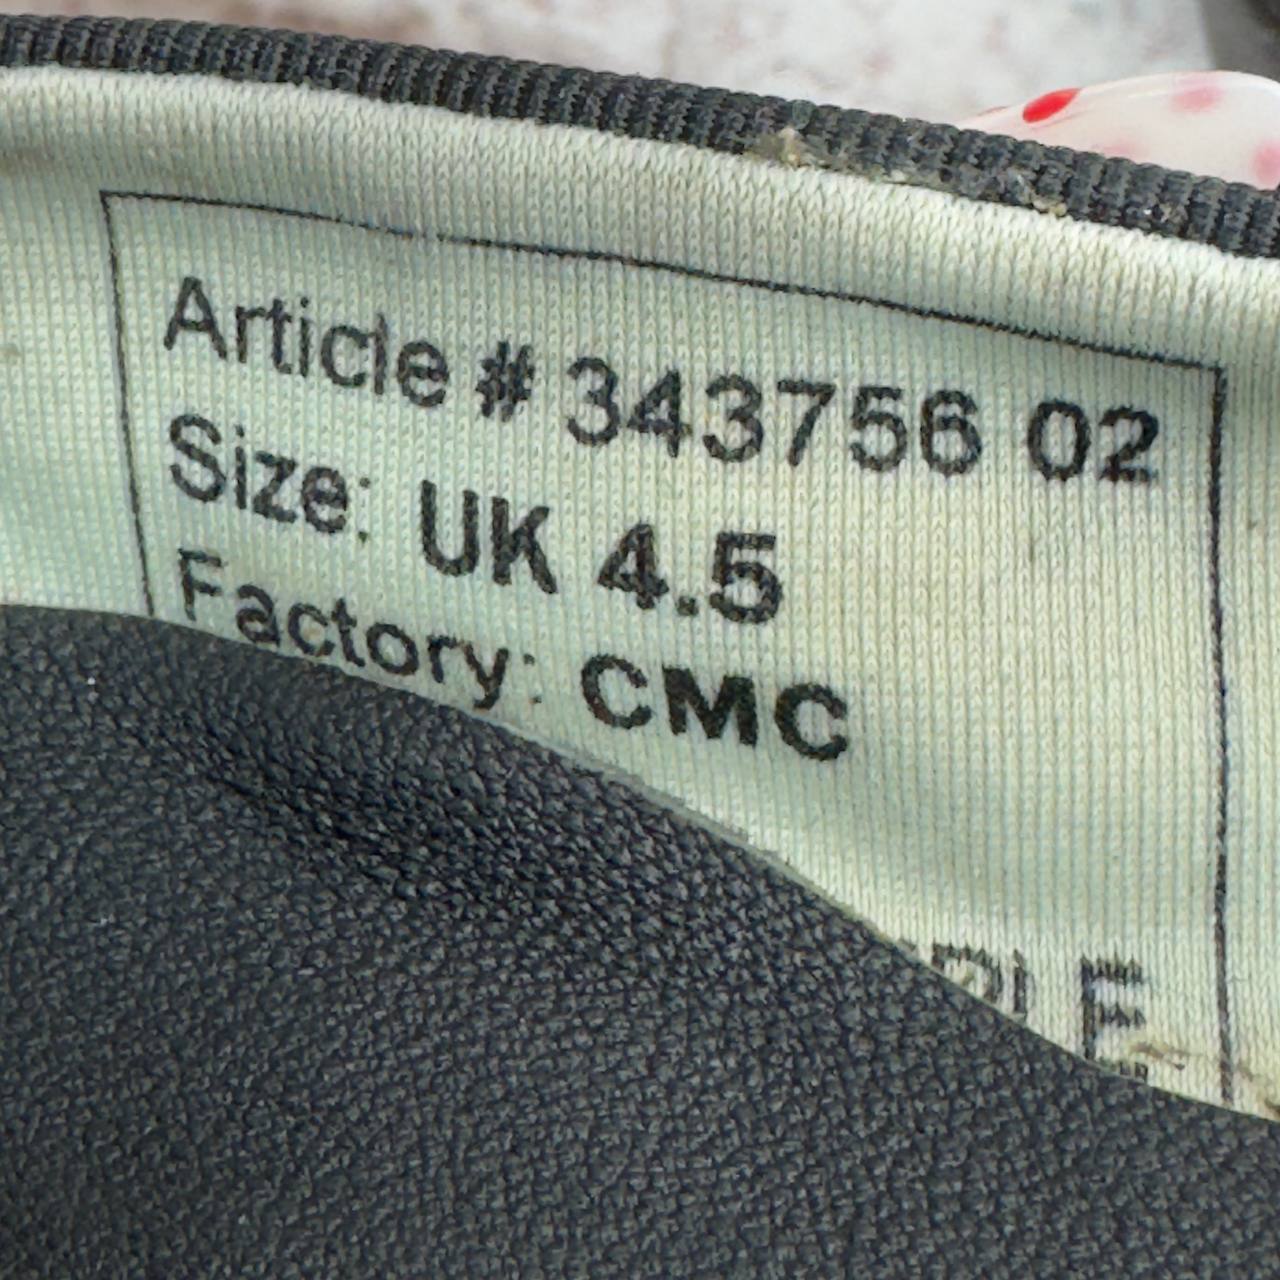 Article # 343756 02
Size: UK 4.5
Factory: CMC